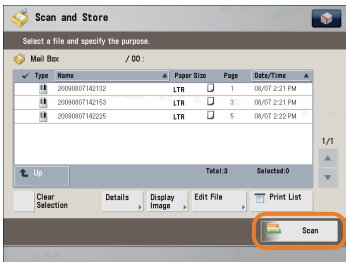 Scan and Store
Select a file and specify the purpose.
Mail Box / 00 :
Type Name Paper Size Page Date/Time
20090807142132 LTR 1 08/07 2:21 PM
20090807142153 LTR 3 08/07 2:21 PM
20090807142225 LTR 5 08/07 2:22 PM
1/1
Up Total:3 Selected:0
Clear Selection Details Display Image Edit File Print List
Scan